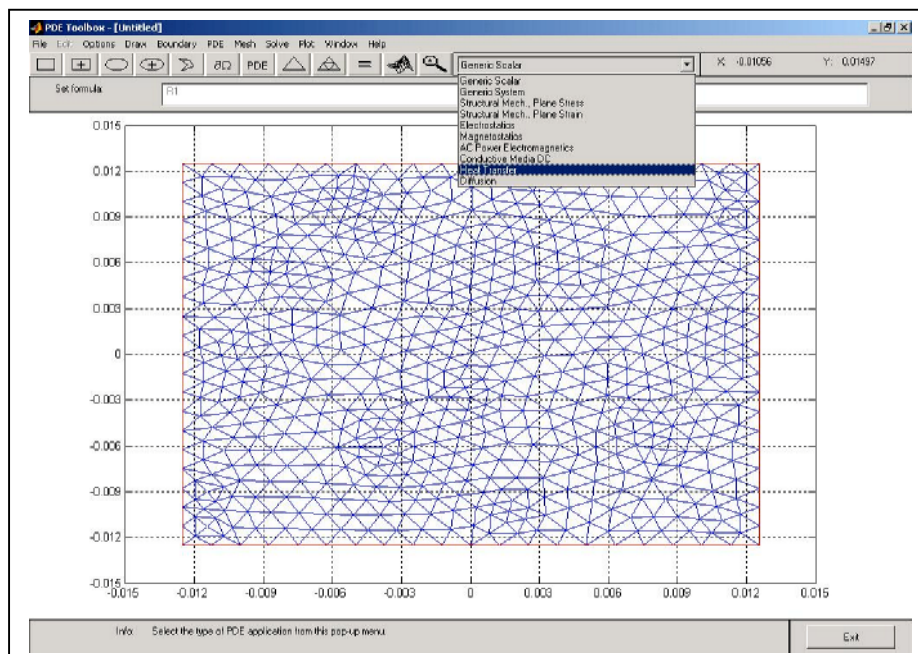 PDE Toolbox - [Untitled]
File Edit Options Draw Boundary PDE Mesh Solve Plot Window Help
∂Ω PDE = Generic Scalar X: -0.01056 Y: 0.01497
Set formula: R1
Generic Scalar
Generic System
Structural Mech., Plane Stress
Structural Mech., Plane Strain
Electrostatics
Magnetostatics
AC Power Electromagnetics
Conductive Media DC
Heat Transfer
Diffusion
0.015
0.012
0.009
0.006
0.003
0
-0.003
-0.006
-0.009
-0.012
-0.015
-0.015 -0.012 -0.009 -0.006 -0.003 0 0.003 0.006 0.009 0.012 0.015
Info: Select the type of PDE application from this pop-up menu. Exit